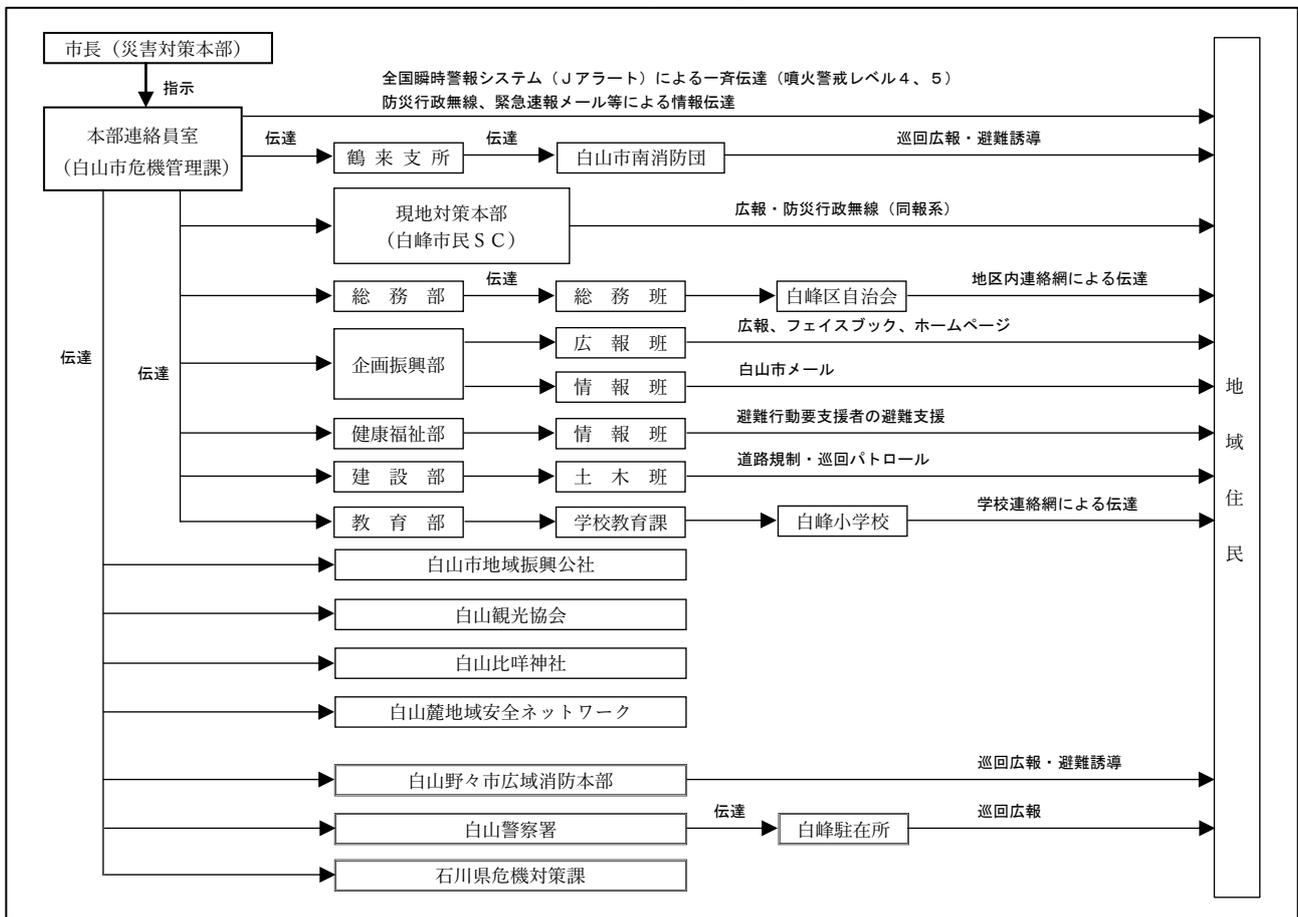 市長（災害対策本部）
指示
全国瞬時警報システム（Ｊアラート）による一斉伝達（噴火警戒レベル４、５）
防災行政無線、緊急速報メール等による情報伝達
本部連絡員室
（白山市危機管理課）
伝達
鶴来支所
伝達
白山市南消防団
巡回広報・避難誘導
現地対策本部
（白峰市民ＳＣ）
広報・防災行政無線（同報系）
総務部
伝達
総務班
白峰区自治会
地区内連絡網による伝達
企画振興部
広報班
広報、フェイスブック、ホームページ
情報班
白山市メール
伝達
伝達
健康福祉部
情報班
避難行動要支援者の避難支援
建設部
土木班
道路規制・巡回パトロール
教育部
学校教育課
白峰小学校
学校連絡網による伝達
地域住民
白山市地域振興公社
白山観光協会
白山比咩神社
白山麓地域安全ネットワーク
白山野々市広域消防本部
巡回広報・避難誘導
白山警察署
伝達
白峰駐在所
巡回広報
石川県危機対策課